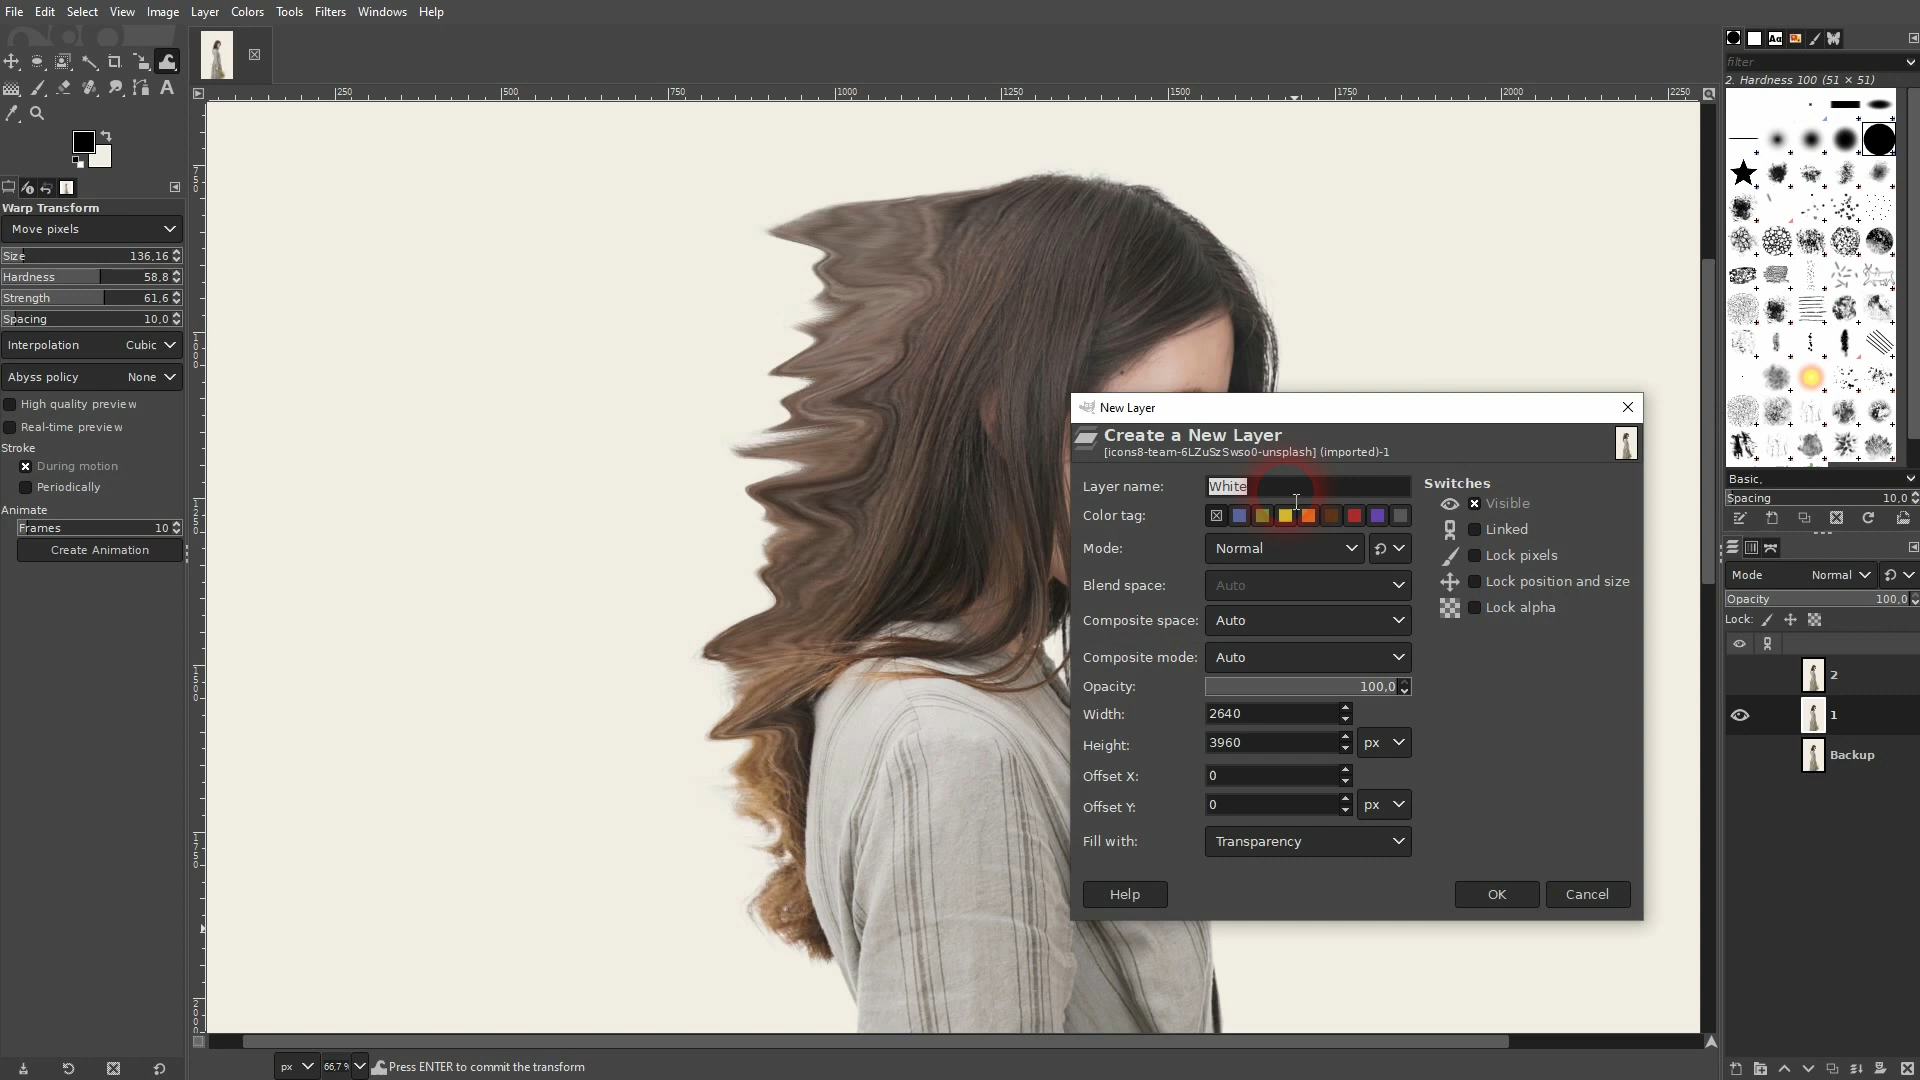 File Edit Select View Image Layer Colors Tools Filters Windows Help
Warp Transform
Move pixels
Size 136,16
Hardness 58,8
Strength 61,6
Spacing 10,0
Interpolation Cubic
Abyss policy None
High quality preview
Real-time preview
Stroke
During motion
Periodically
Animate
Frames 10
Create Animation
250 500 750 1000 1250 1500 1750 2000 2250
750
1000
1250
1500
1750
2000
New Layer
Create a New Layer
[icons8-team-6LZuSzSwso0-unsplash] (imported)-1
Layer name: White
Color tag:
Mode: Normal
Blend space: Auto
Composite space: Auto
Composite mode: Auto
Opacity: 100,0
Width: 2640
Height: 3960 px
Offset X: 0
Offset Y: 0 px
Fill with: Transparency
Switches
Visible
Linked
Lock pixels
Lock position and size
Lock alpha
Help OK Cancel
px 66,7 % Press ENTER to commit the transform
Aa
filter
2. Hardness 100 (51 × 51)
Basic,
Spacing 10,0
Mode Normal
Opacity 100,0
Lock:
2
1
Backup